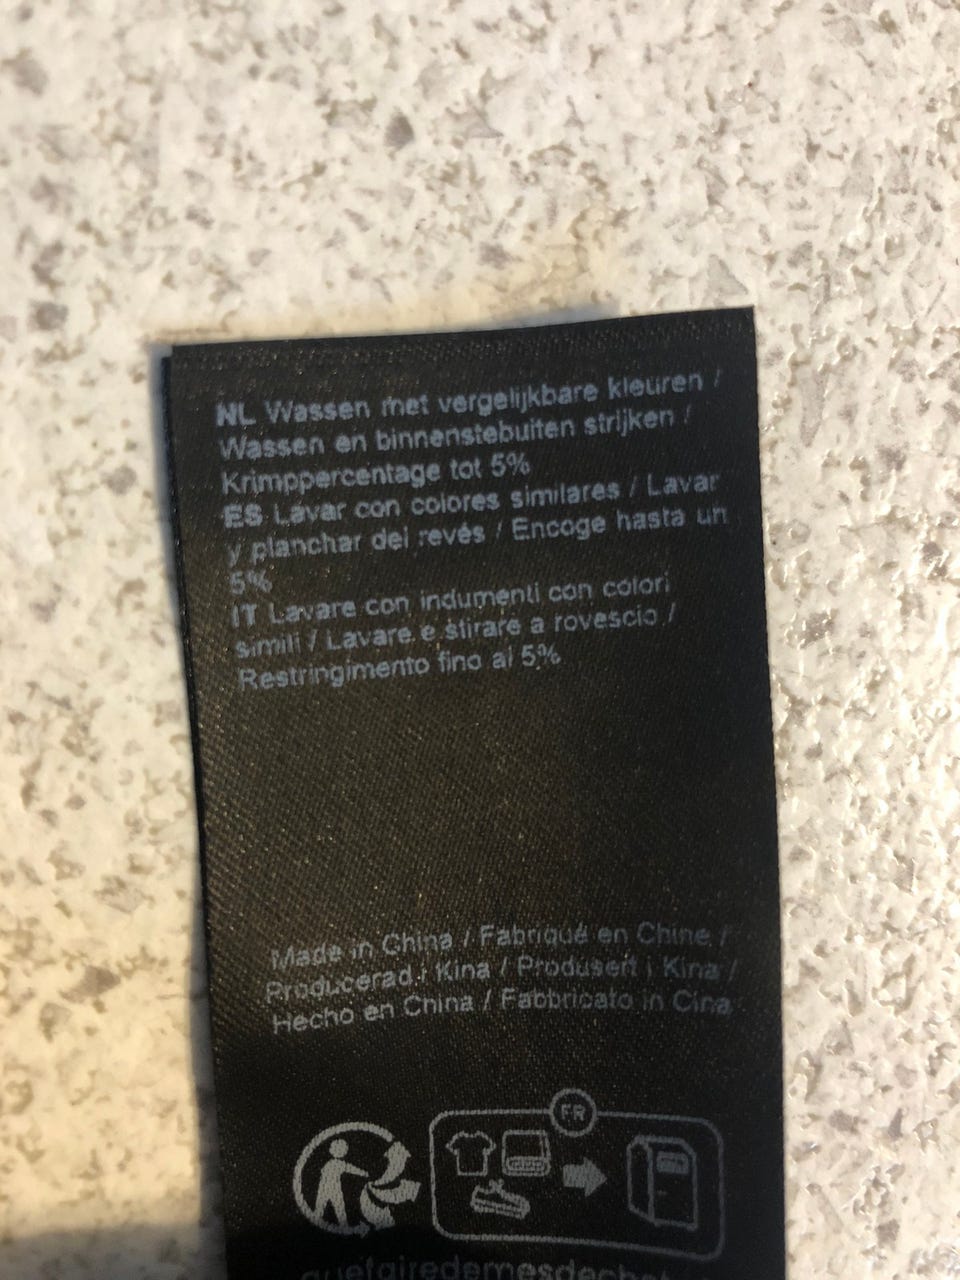 NL Wassen met vergelijkbare kleuren /
Wassen en binnenstebuiten strijken /
Krimppercentage tot 5%
ES Lavar con colores similares / Lavar
y planchar del revés / Encoge hasta un
5%
IT Lavare con indumenti con colori
simili / Lavare e stirare a rovescio /
Restringimento fino al 5%
Made in China / Fabriqué en Chine /
Producerad i Kina / Produsert i Kina /
Hecho en China / Fabbricato in Cina
FR
quefairedemesdechet